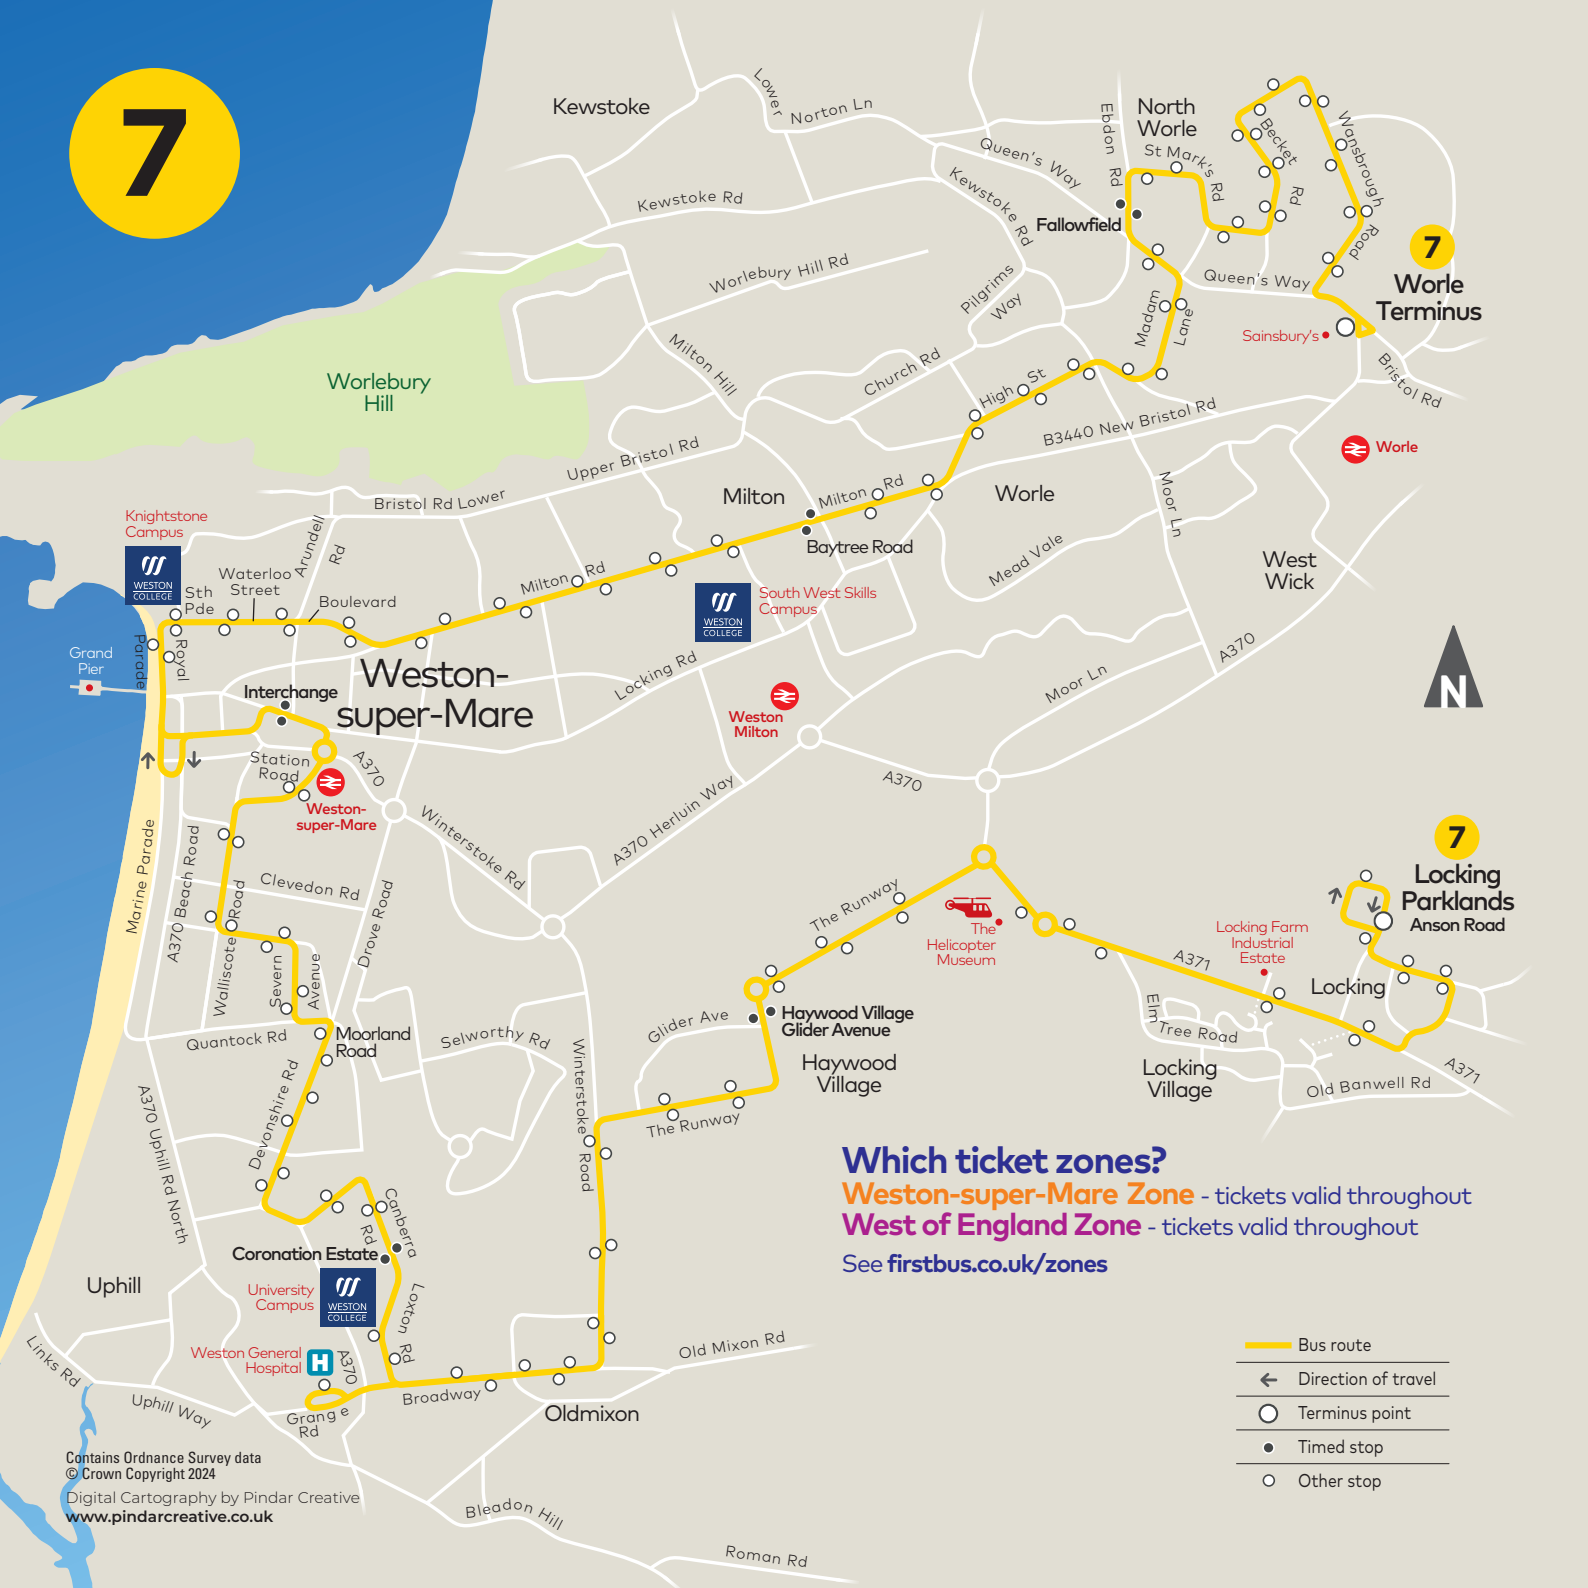 7
Kewstoke
Lower
Norton Ln
Ebdon Rd
North
Worle
St Mark's Rd
Becket Rd
Wansbrough Road
Queen's Way
Kewstoke Rd
Kewstoke Rd
Fallowfield
7
Worle
Terminus
Queen's Way
Worlebury Hill Rd
Pilgrims
Way
Madam
Lane
Sainsbury's
Bristol Rd
Worlebury
Hill
Milton Hill
Church Rd
High St
B3440 New Bristol Rd
Worle
Upper Bristol Rd
Bristol Rd Lower
Milton
Milton Rd
Worle
Moor Ln
Knightstone
Campus
WESTON
COLLEGE
Arundell
Rd
Baytree Road
Mead Vale
West
Wick
Waterloo
Street
Sth
Pde
Boulevard
Milton Rd
WESTON
COLLEGE
South West Skills
Campus
Grand
Pier
Royal
Parade
Interchange
Weston-
super-Mare
Locking Rd
Weston
Milton
Moor Ln
A370
N
Station
Road
A370
Weston-
super-Mare
A370
Winterstoke Rd
A370 Herluin Way
Marine Parade
A370 Beach Road
Clevedon Rd
Drove Road
Walliscote Road
Severn
Avenue
The Runway
The
Helicopter
Museum
7
Locking
Parklands
Anson Road
Locking Farm
Industrial
Estate
A371
Locking
Quantock Rd
Moorland
Road
Selworthy Rd
Glider Ave
Haywood Village
Glider Avenue
Haywood
Village
Elm
Tree Road
Locking
Village
Old Banwell Rd
A371
Devonshire Rd
A370 Uphill Rd North
Winterstoke Road
The Runway
Which ticket zones?
Weston-super-Mare Zone - tickets valid throughout
West of England Zone - tickets valid throughout
See firstbus.co.uk/zones
Canberra
Rd
Coronation Estate
Uphill
University
Campus
WESTON
COLLEGE
Loxton Rd
Weston General
Hospital
H
A370
Links Rd
Uphill Way
Grange
Rd
Broadway
Oldmixon
Old Mixon Rd
Bleadon Hill
Roman Rd
Bus route
Direction of travel
Terminus point
Timed stop
Other stop
Contains Ordnance Survey data
© Crown Copyright 2024
Digital Cartography by Pindar Creative
www.pindarcreative.co.uk